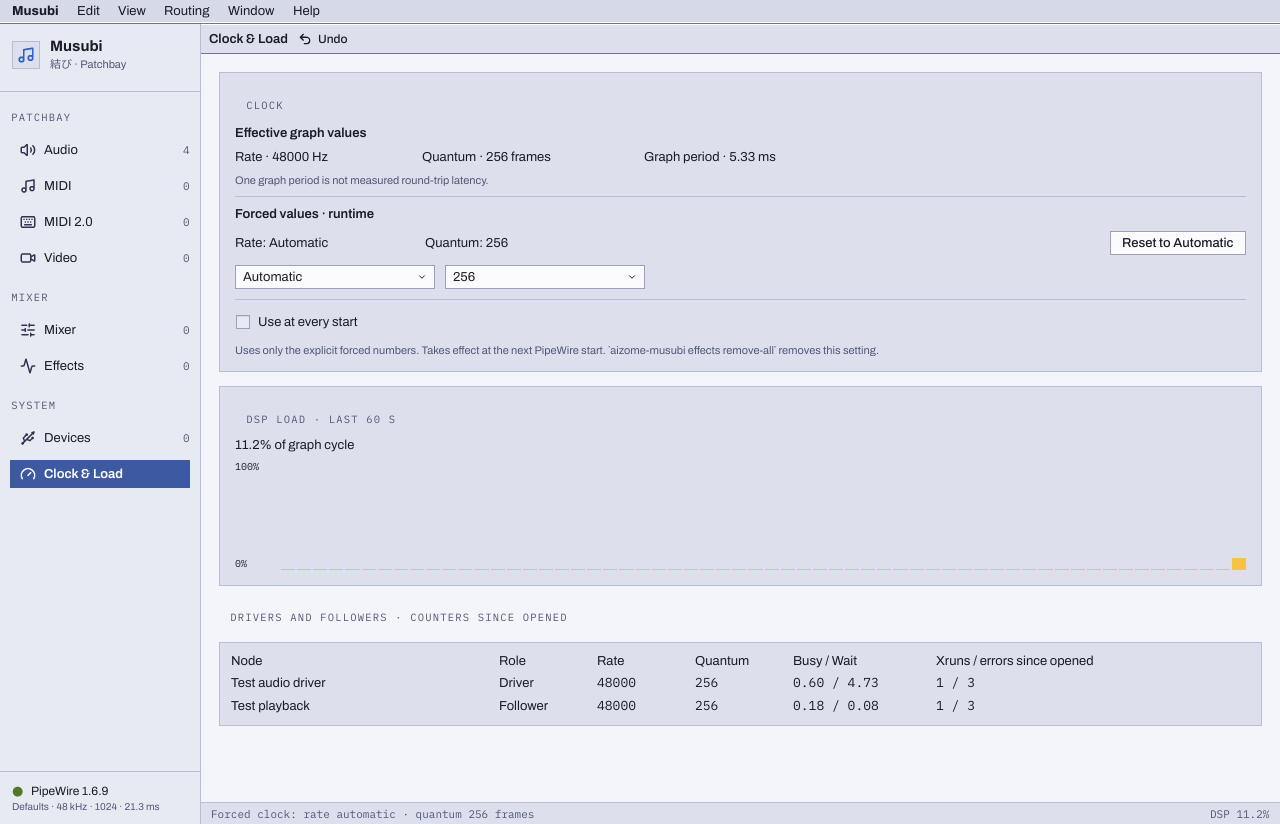 Musubi Edit View Routing Window Help
Musubi
結び · Patchbay
Clock & Load Undo
PATCHBAY
Audio 4
MIDI 0
MIDI 2.0 0
Video 0
MIXER
Mixer 0
Effects 0
SYSTEM
Devices 0
Clock & Load
PipeWire 1.6.9
Defaults · 48 kHz · 1024 · 21.3 ms
CLOCK
Effective graph values
Rate · 48000 Hz Quantum · 256 frames Graph period · 5.33 ms
One graph period is not measured round-trip latency.
Forced values · runtime
Rate: Automatic Quantum: 256 Reset to Automatic
Automatic 256
Use at every start
Uses only the explicit forced numbers. Takes effect at the next PipeWire start. `aizome-musubi effects remove-all` removes this setting.
DSP LOAD · LAST 60 S
11.2% of graph cycle
100%
0%
DRIVERS AND FOLLOWERS · COUNTERS SINCE OPENED
Node Role Rate Quantum Busy / Wait Xruns / errors since opened
Test audio driver Driver 48000 256 0.60 / 4.73 1 / 3
Test playback Follower 48000 256 0.18 / 0.08 1 / 3
Forced clock: rate automatic · quantum 256 frames DSP 11.2%